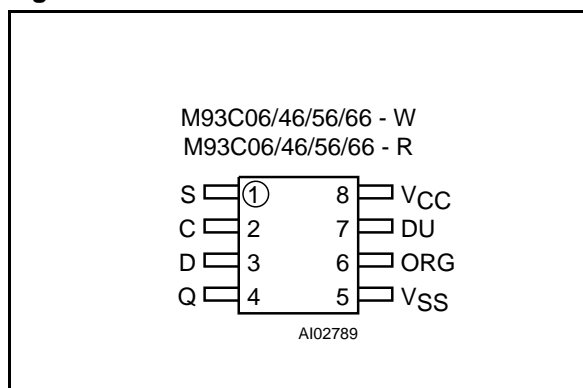 M93C06/46/56/66 - W
M93C06/46/56/66 - R
S 1 8 VCC
C 2 7 DU
D 3 6 ORG
Q 4 5 VSS
AI02789